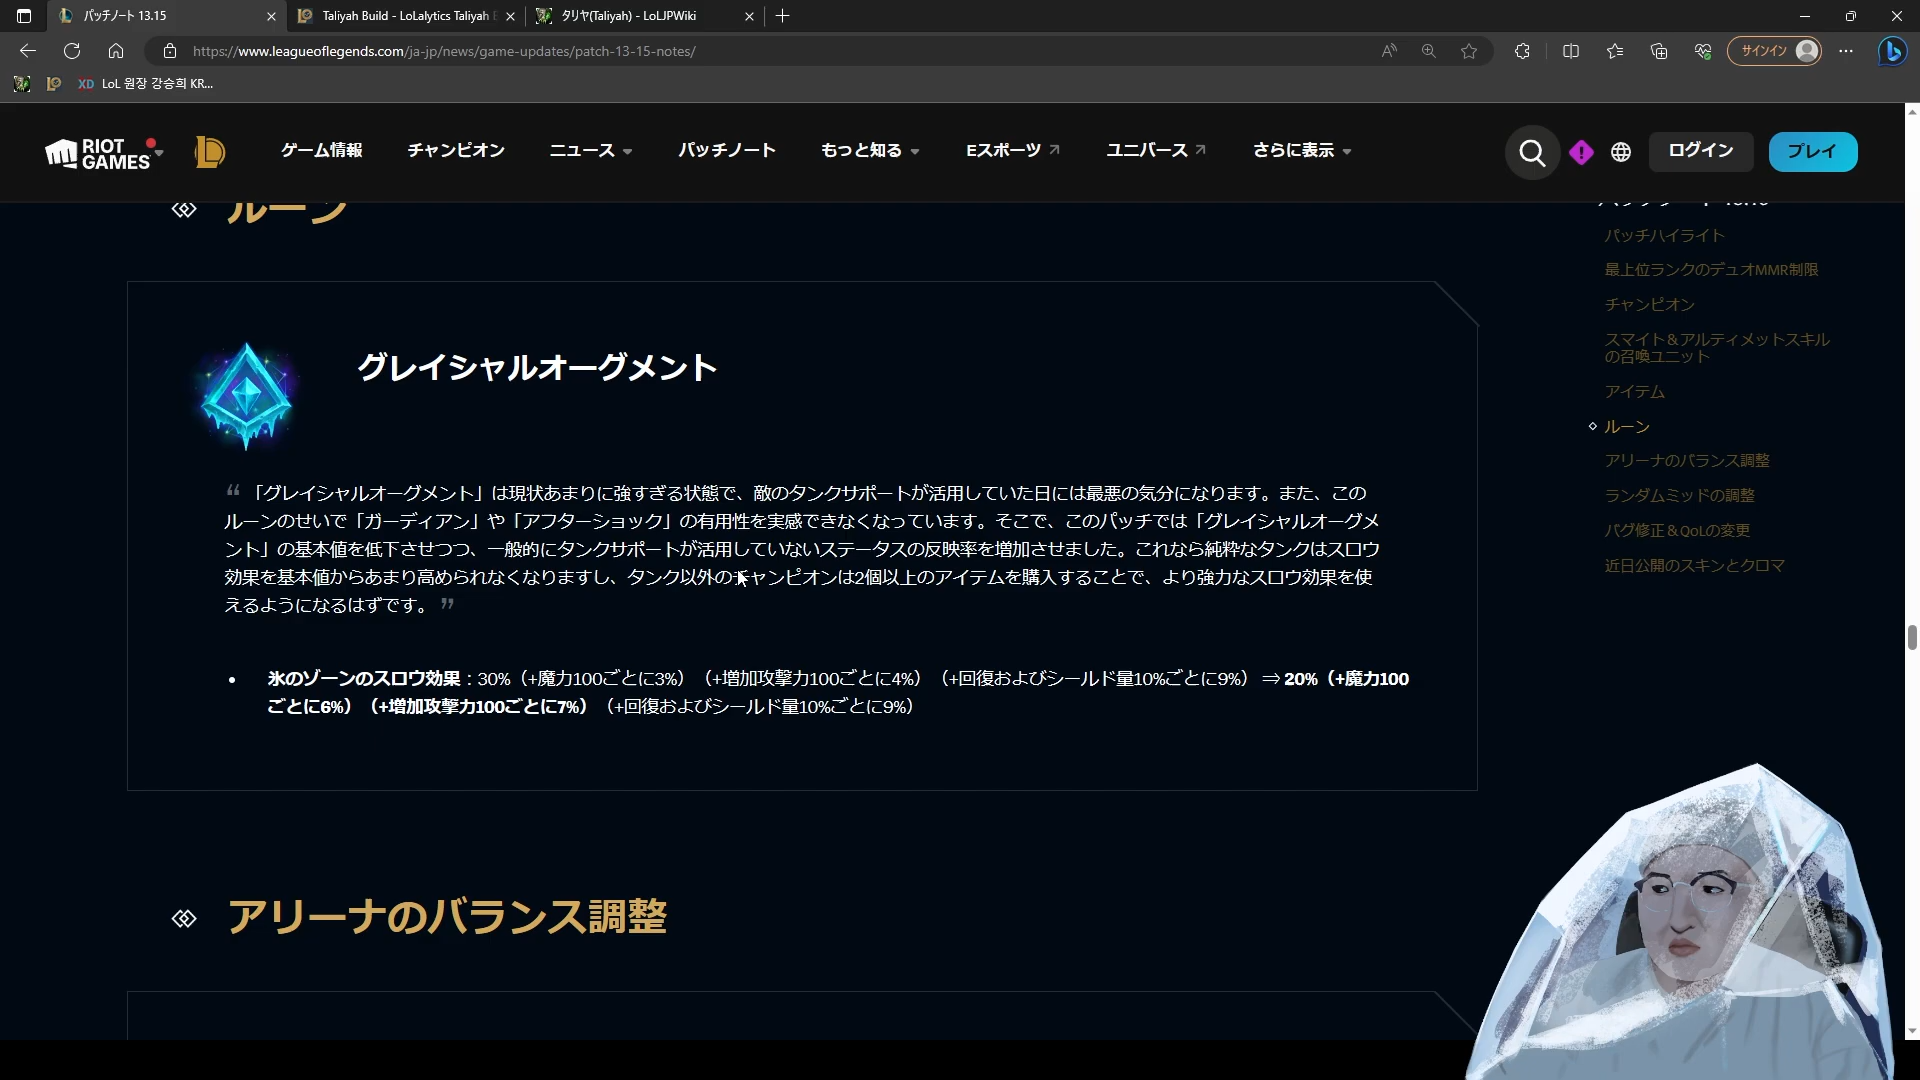 パッチノート 13.15
Taliyah Build - LoLalytics Taliyah
タリヤ(Taliyah) - LoLJPWiki
https://www.leagueoflegends.com/ja-jp/news/game-updates/patch-13-15-notes/
サインイン
XD LoL 원장 강승희 KR...
RIOT GAMES
ゲーム情報 チャンピオン ニュース パッチノート もっと知る Eスポーツ ユニバース さらに表示
ログイン
プレイ
ルーン
グレイシャルオーグメント
“「グレイシャルオーグメント」は現状あまりに強すぎる状態で、敵のタンクサポートが活用していた日には最悪の気分になります。また、この
ルーンのせいで「ガーディアン」や「アフターショック」の有用性を実感できなくなっています。そこで、このパッチでは「グレイシャルオーグメ
ント」の基本値を低下させつつ、一般的にタンクサポートが活用していないステータスの反映率を増加させました。これなら純粋なタンクはスロウ
効果を基本値からあまり高められなくなりますし、タンク以外のチャンピオンは2個以上のアイテムを購入することで、より強力なスロウ効果を使
えるようになるはずです。”
• 氷のゾーンのスロウ効果：30%（+魔力100ごとに3%）（+増加攻撃力100ごとに4%）（+回復およびシールド量10%ごとに9%）⇒ 20%（+魔力100
ごとに6%）（+増加攻撃力100ごとに7%）（+回復およびシールド量10%ごとに9%）
アリーナのバランス調整
パッチハイライト
最上位ランクのデュオMMR制限
チャンピオン
スマイト＆アルティメットスキル
の召喚ユニット
アイテム
ルーン
アリーナのバランス調整
ランダムミッドの調整
バグ修正＆QoLの変更
近日公開のスキンとクロマ